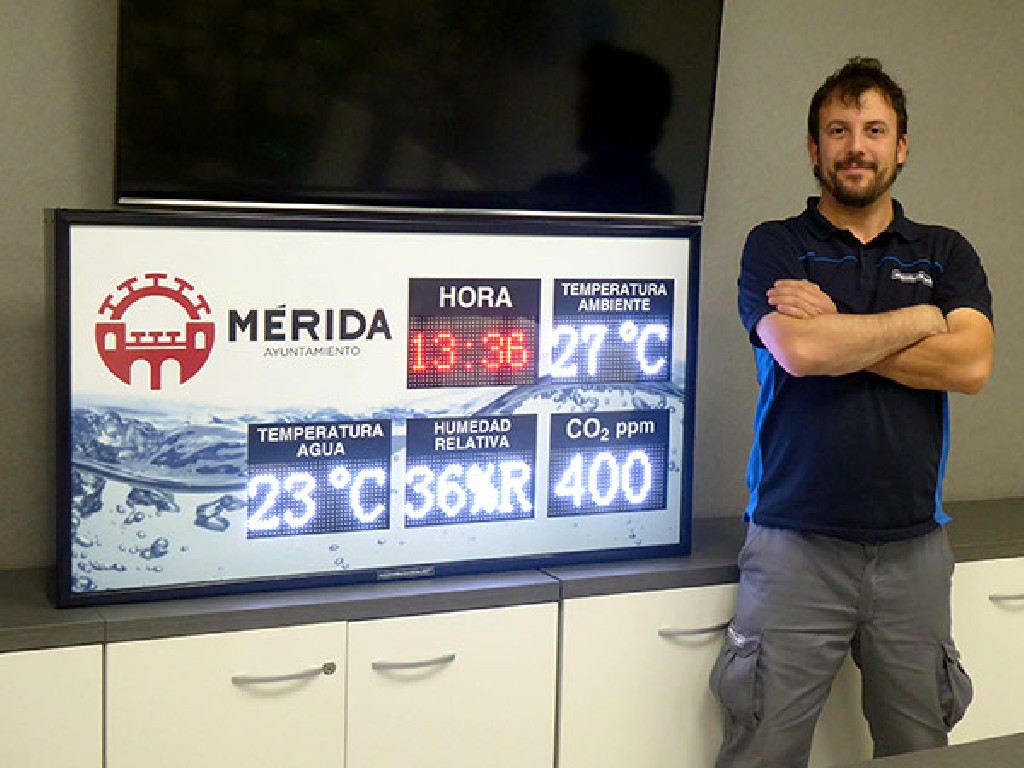 MÉRIDA
AYUNTAMIENTO
HORA
13:36
TEMPERATURA
AMBIENTE
27°C
TEMPERATURA
AGUA
23°C
HUMEDAD
RELATIVA
36%R
CO₂ ppm
400